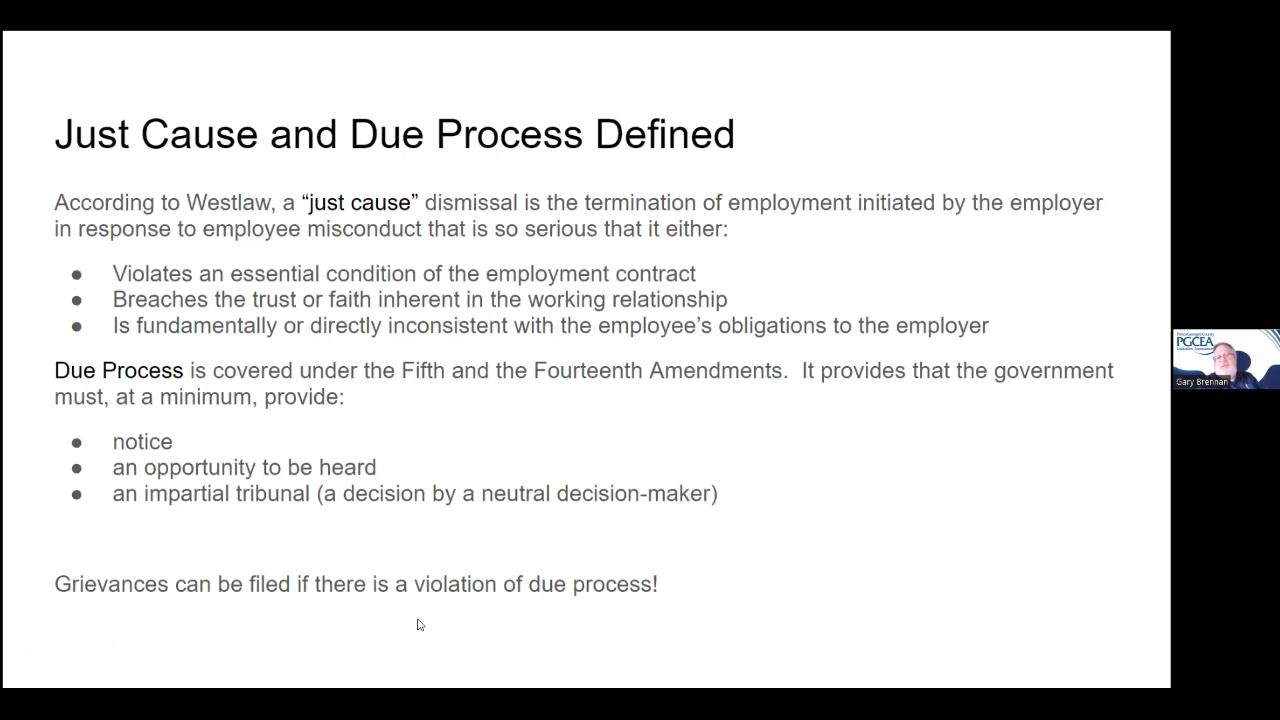 Just Cause and Due Process Defined
According to Westlaw, a “just cause” dismissal is the termination of employment initiated by the employer
in response to employee misconduct that is so serious that it either:
● Violates an essential condition of the employment contract
● Breaches the trust or faith inherent in the working relationship
● Is fundamentally or directly inconsistent with the employee’s obligations to the employer
Due Process is covered under the Fifth and the Fourteenth Amendments.  It provides that the government
must, at a minimum, provide:
● notice
● an opportunity to be heard
● an impartial tribunal (a decision by a neutral decision-maker)
Grievances can be filed if there is a violation of due process!
PGCEA
Gary Brennan